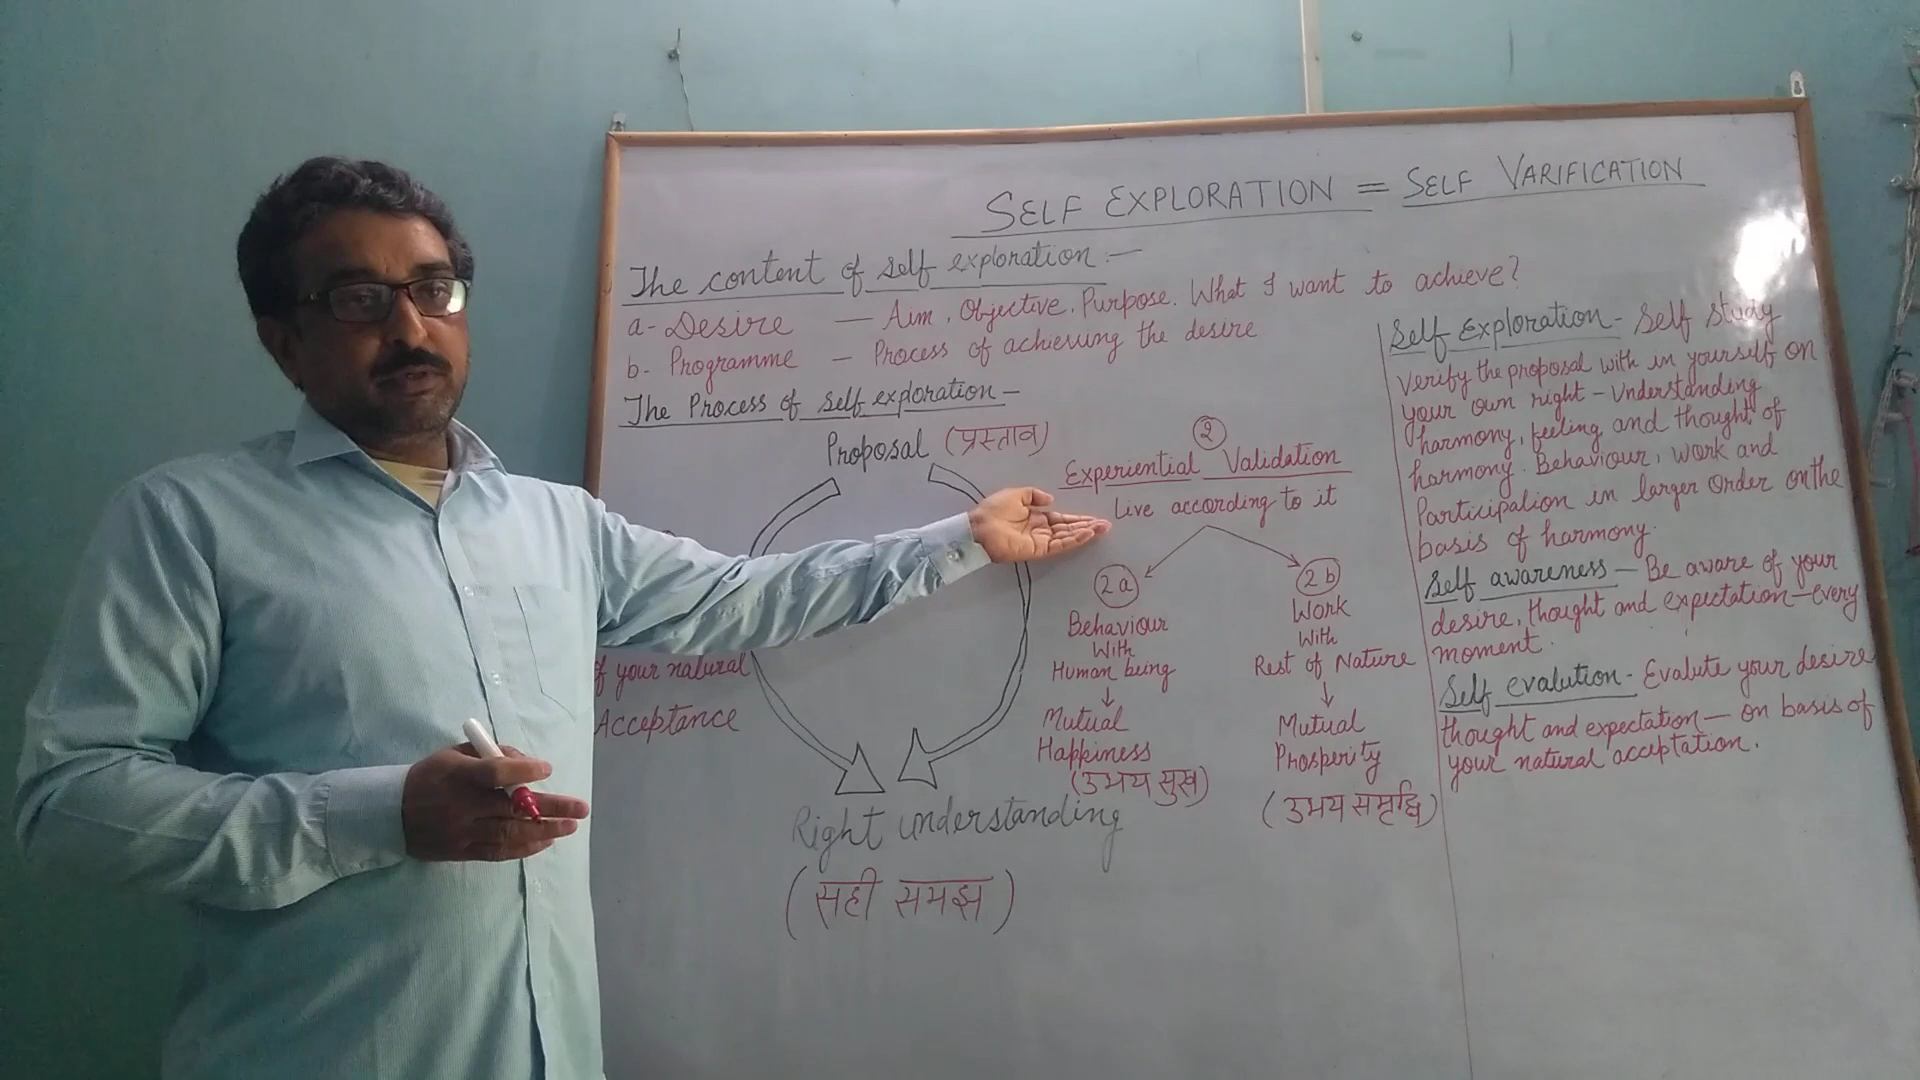 SELF EXPLORATION = SELF VARIFICATION
The content of self exploration :-
a- Desire — Aim, Objective, Purpose. What I want to achieve?
b- Programme — Process of achieving the desire
The Process of self exploration -
Proposal (प्रस्ताव)
of your natural
Acceptance
2
Experiential Validation
Live according to it
2a
Behaviour
With
Human being
↓
Mutual
Happiness
(उभय सुख)
2b
Work
With
Rest of Nature
↓
Mutual
Prosperity
(उभय समृद्धि)
Right understanding
(सही समझ)
Self Exploration - Self study
Verify the proposal with in yourself, on
your own right - Understanding
harmony, feeling and thought of
harmony. Behaviour, work and
Participation in larger Order on the
basis of harmony.
Self awareness — Be aware of your
desire, thought and expectation — every
moment.
Self evalution - Evalute your desire
thought and expectation — on basis of
your natural acceptation.